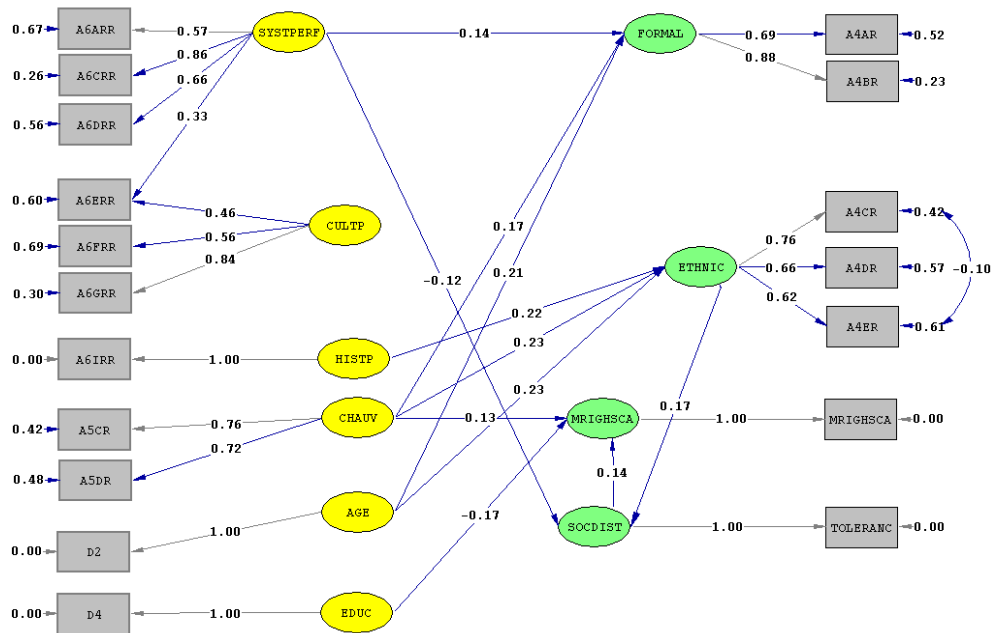 0.67 A6ARR 0.57 SYSTPERF 0.14 FORMAL 0.69 A4AR 0.52
0.86
0.26 A6CRR 0.88 A4BR 0.23
0.66
0.56 A6DRR
0.33
0.60 A6ERR 0.46 CULTP 0.17 A4CR 0.42
0.69 A6FRR 0.56 0.76
0.84 ETHNIC 0.66 A4DR 0.57 -0.10
0.30 A6GRR -0.12 0.21 0.62
0.22 A4ER 0.61
0.00 A6IRR 1.00 HISTP 0.23
0.23
0.42 A5CR 0.76 CHAUV 0.13 MRIGHSCA 0.17 1.00 MRIGHSCA 0.00
0.72
0.48 A5DR 0.14
AGE -0.17
1.00 SOCDIST 1.00 TOLERANC 0.00
0.00 D2
0.00 D4 1.00 EDUC